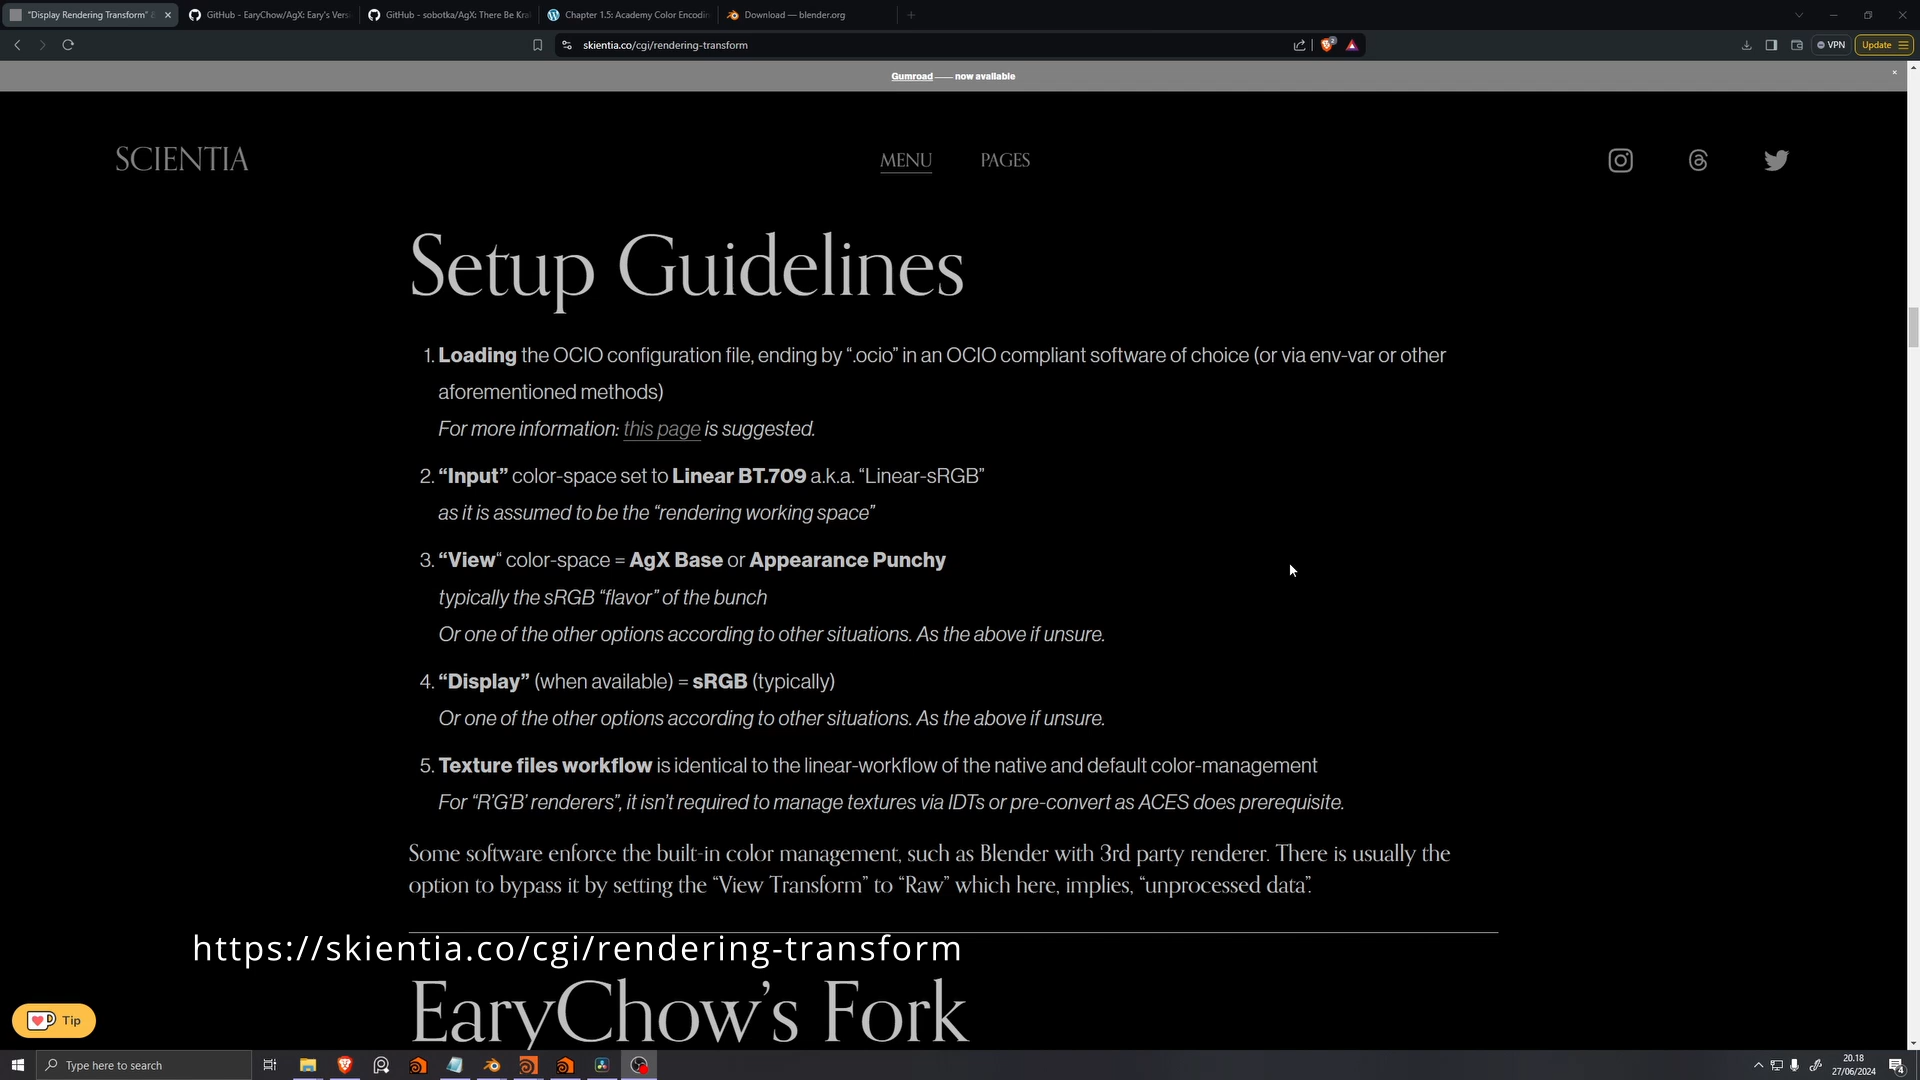 "Display Rendering Transform" &
GitHub - EaryChow/AgX: Eary's Versi
GitHub - sobotka/AgX: There Be Kra
Chapter 1.5: Academy Color Encodin
Download — blender.org
skientia.co/cgi/rendering-transform
2
VPN
Update
Gumroad —— now available
×
SCIENTIA
MENU
PAGES
Setup Guidelines
1. Loading the OCIO configuration file, ending by “.ocio” in an OCIO compliant software of choice (or via env-var or other
aforementioned methods)
For more information: this page is suggested.
2. “Input” color-space set to Linear BT.709 a.k.a. “Linear-sRGB”
as it is assumed to be the “rendering working space”
3. “View“ color-space = AgX Base or Appearance Punchy
typically the sRGB “flavor” of the bunch
Or one of the other options according to other situations. As the above if unsure.
4. “Display” (when available) = sRGB (typically)
Or one of the other options according to other situations. As the above if unsure.
5. Texture files workflow is identical to the linear-workflow of the native and default color-management
For “R’G’B’ renderers”, it isn’t required to manage textures via IDTs or pre-convert as ACES does prerequisite.
Some software enforce the built-in color management, such as Blender with 3rd party renderer. There is usually the
option to bypass it by setting the “View Transform” to “Raw” which here, implies, “unprocessed data”.
https://skientia.co/cgi/rendering-transform
EaryChow’s Fork
Tip
Type here to search
20.18
27/06/2024
4